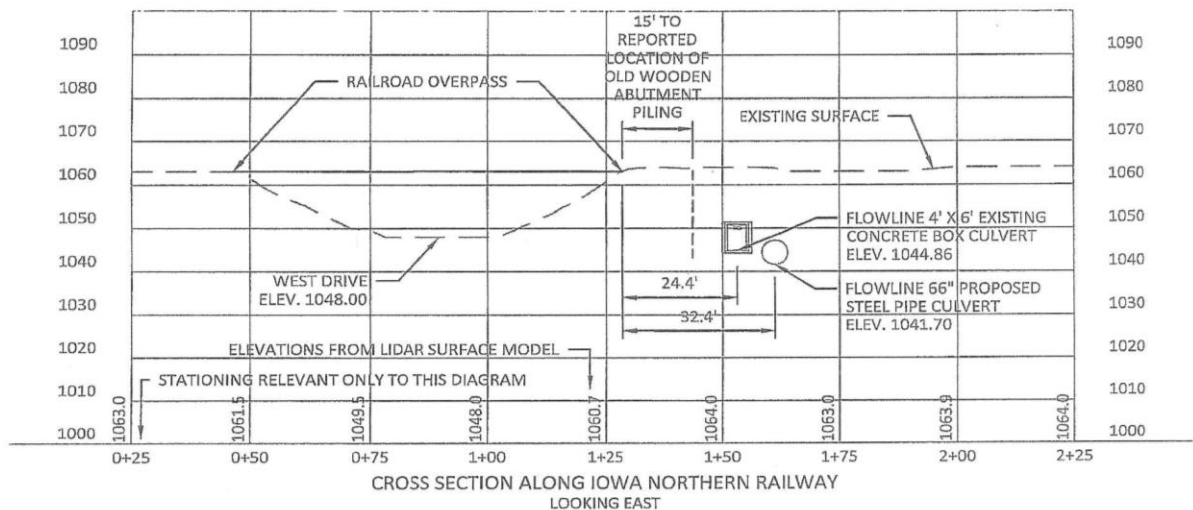 15' TO
REPORTED
LOCATION OF
OLD WOODEN
ABUTMENT
PILING
1090
1090
RAILROAD OVERPASS
1080
1080
EXISTING SURFACE
1070
1070
1060
1060
1050
FLOWLINE 4' X 6' EXISTING
CONCRETE BOX CULVERT
ELEV. 1044.86
1050
1040
WEST DRIVE
ELEV. 1048.00
24.4'
FLOWLINE 66" PROPOSED
STEEL PIPE CULVERT
ELEV. 1041.70
1040
1030
32.4'
1030
1020
ELEVATIONS FROM LIDAR SURFACE MODEL
1020
STATIONING RELEVANT ONLY TO THIS DIAGRAM
1010
1010
1063.0
1061.5
1049.5
1048.0
1060.7
1064.0
1063.0
1063.9
1064.0
1000
1000
0+25 0+50 0+75 1+00 1+25 1+50 1+75 2+00 2+25
CROSS SECTION ALONG IOWA NORTHERN RAILWAY
LOOKING EAST